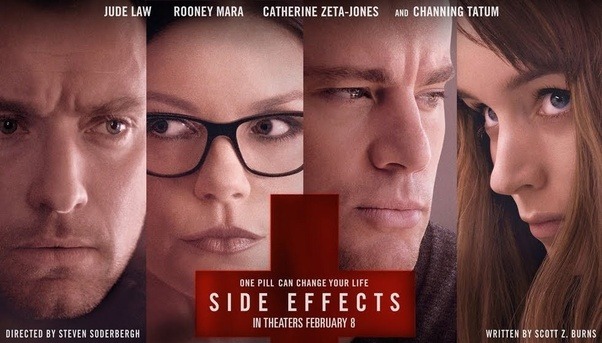 JUDE LAW ROONEY MARA CATHERINE ZETA-JONES AND CHANNING TATUM
ONE PILL CAN CHANGE YOUR LIFE
SIDE EFFECTS
IN THEATERS FEBRUARY 8
DIRECTED BY STEVEN SODERBERGH
WRITTEN BY SCOTT Z. BURNS